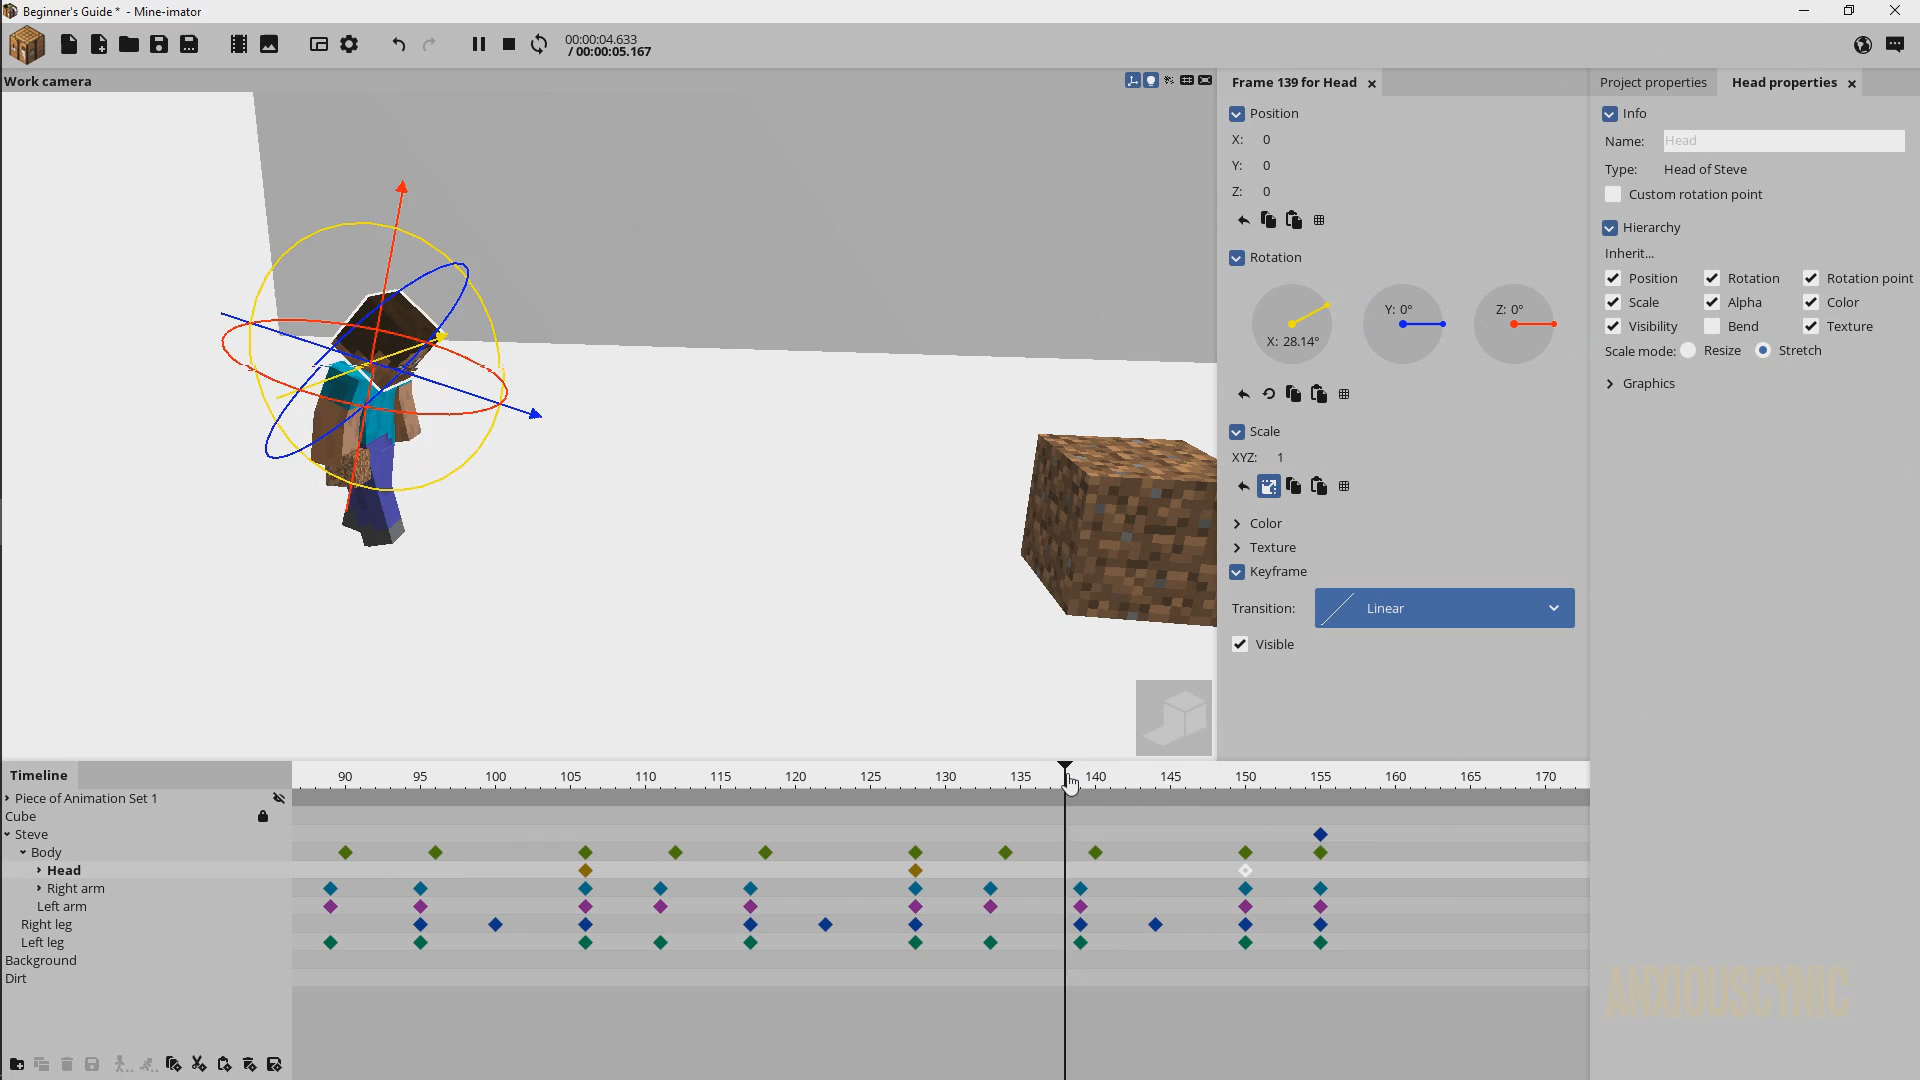 Beginner's Guide * - Mine-imator
00:00:04.633
/ 00:00:05.167
Work camera
Frame 139 for Head
Position
X: 0
Y: 0
Z: 0
Rotation
X: 28.14°
Y: 0°
Z: 0°
Scale
XYZ: 1
Color
Texture
Keyframe
Transition: Linear
Visible
Project properties
Head properties
Info
Name: Head
Type: Head of Steve
Custom rotation point
Hierarchy
Inherit...
Position Rotation Rotation point
Scale Alpha Color
Visibility Bend Texture
Scale mode: Resize Stretch
Graphics
Timeline
90 95 100 105 110 115 120 125 130 135 140 145 150 155 160 165 170
Piece of Animation Set 1
Cube
Steve
Body
Head
Right arm
Left arm
Right leg
Left leg
Background
Dirt
ANXIOUSCYNIC